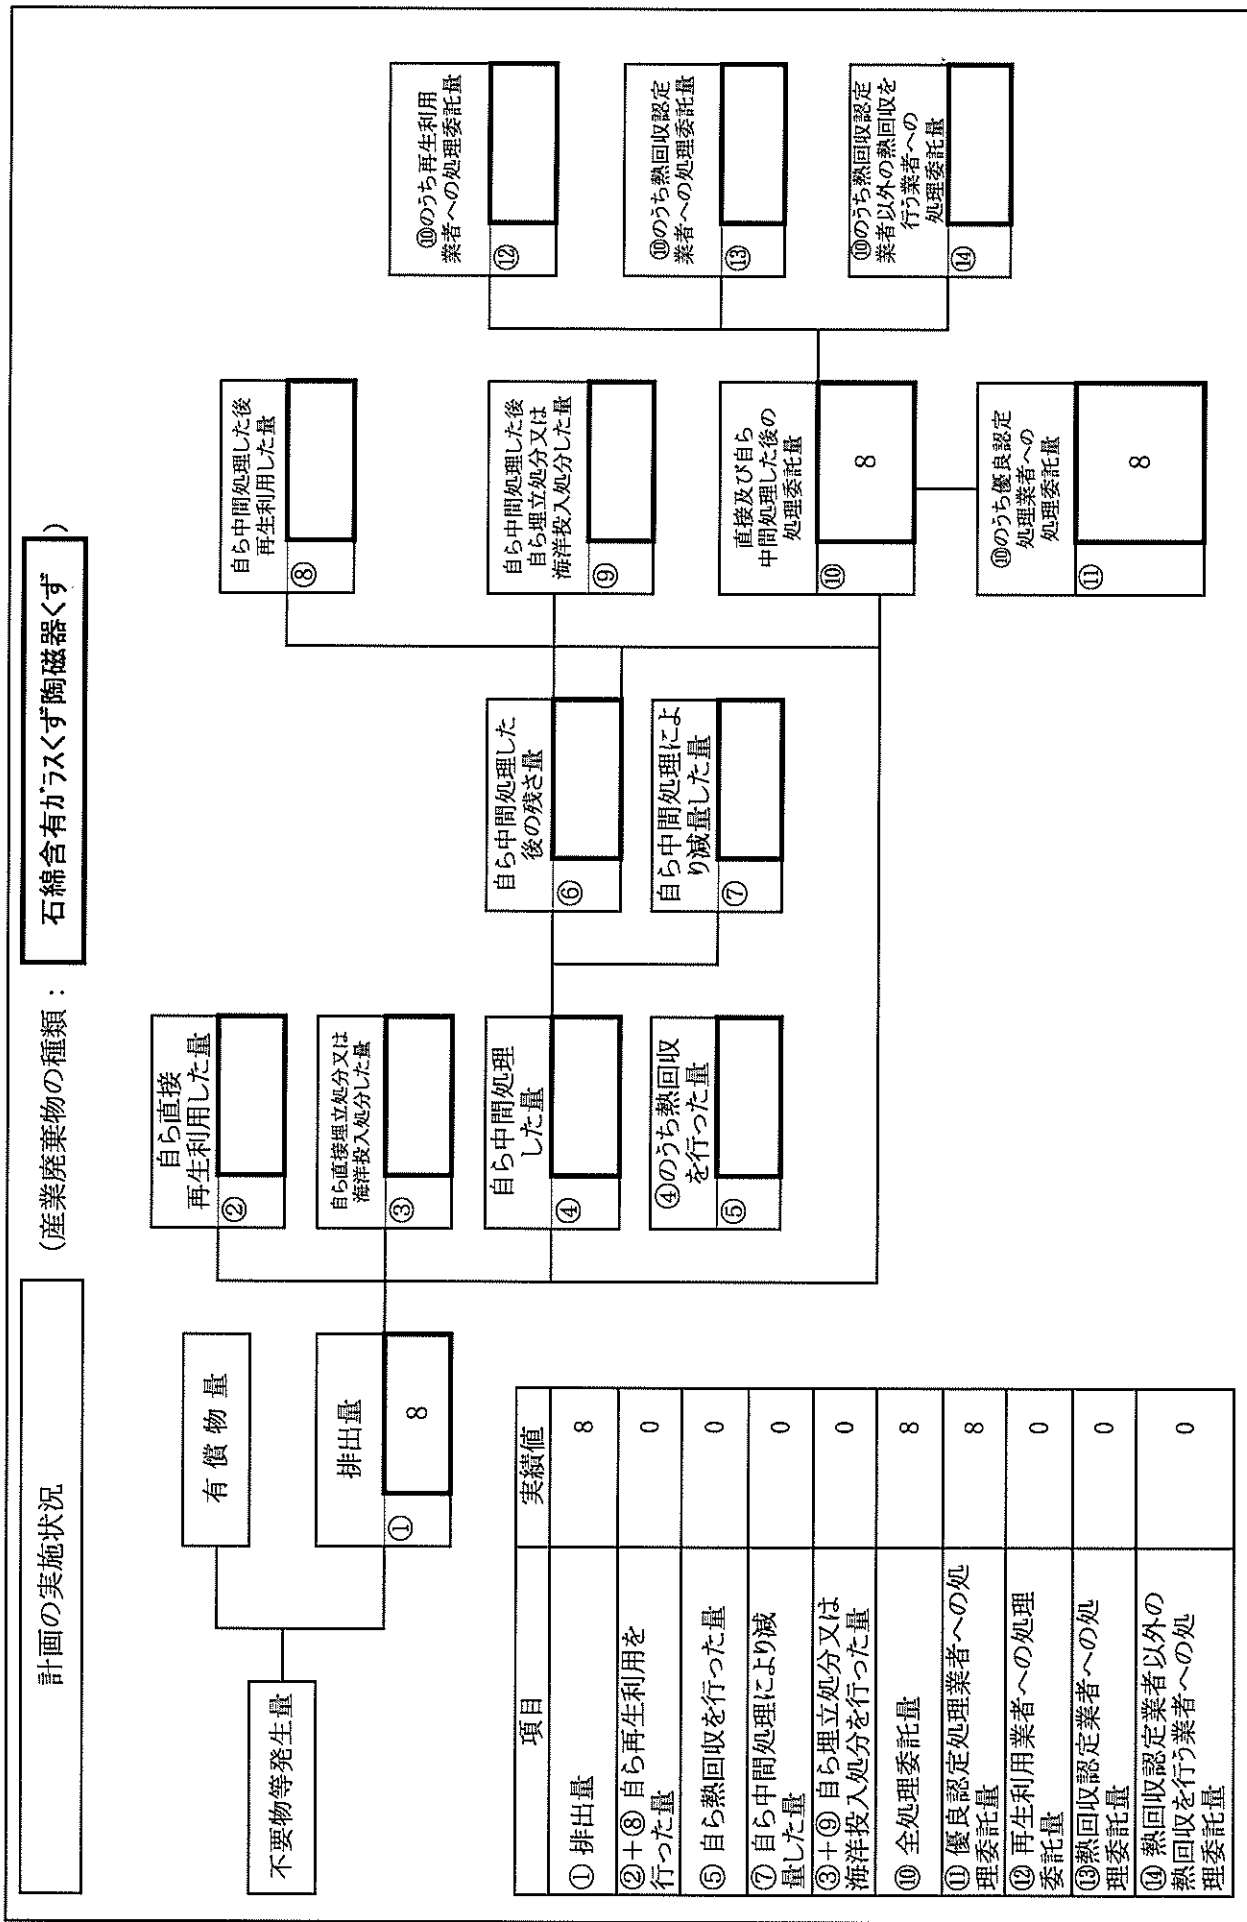 計画の実施状況
(産業廃棄物の種類：
石綿含有ガラスくず陶磁器くず
)
不要物等発生量
有償物量
排出量
①
8
自ら直接
再生利用した量
②
自ら直接埋立処分又は
海洋投入処分した量
③
自ら中間処理
した量
④
④のうち熱回収
を行った量
⑤
自ら中間処理した
後の残さ量
⑥
自ら中間処理によ
り減量した量
⑦
自ら中間処理した後
再生利用した量
⑧
自ら中間処理した後
自ら埋立処分又は
海洋投入処分した量
⑨
直接及び自ら
中間処理した後の
処理委託量
⑩
8
⑩のうち優良認定
処理業者への
処理委託量
⑪
8
⑩のうち再生利用
業者への処理委託量
⑫
⑩のうち熱回収認定
業者への処理委託量
⑬
⑩のうち熱回収認定
業者以外の熱回収を
行う業者への
処理委託量
⑭
項目 実績値
① 排出量 8
②＋⑧ 自ら再生利用を
行った量 0
⑤ 自ら熱回収を行った量 0
⑦ 自ら中間処理により減
量した量 0
③＋⑨ 自ら埋立処分又は
海洋投入処分を行った量 0
⑩ 全処理委託量 8
⑪ 優良認定処理業者への処
理委託量 8
⑫ 再生利用業者への処理
委託量 0
⑬熱回収認定業者への処
理委託量 0
⑭ 熱回収認定業者以外の
熱回収を行う業者への処
理委託量 0